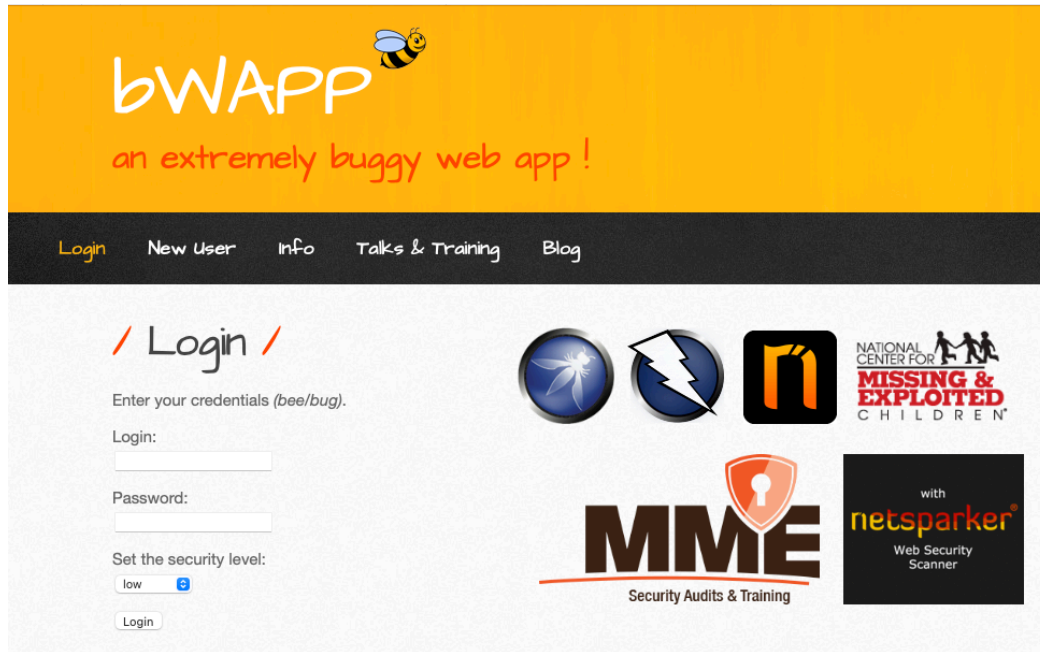 bWAPP
an extremely buggy web app !
Login New User Info Talks & Training Blog
/ Login /
Enter your credentials (bee/bug).
Login:
Password:
Set the security level:
low
Login
n
NATIONAL
CENTER FOR
MISSING &
EXPLOITED
CHILDREN®
MME
Security Audits & Training
with
netsparker®
Web Security
Scanner